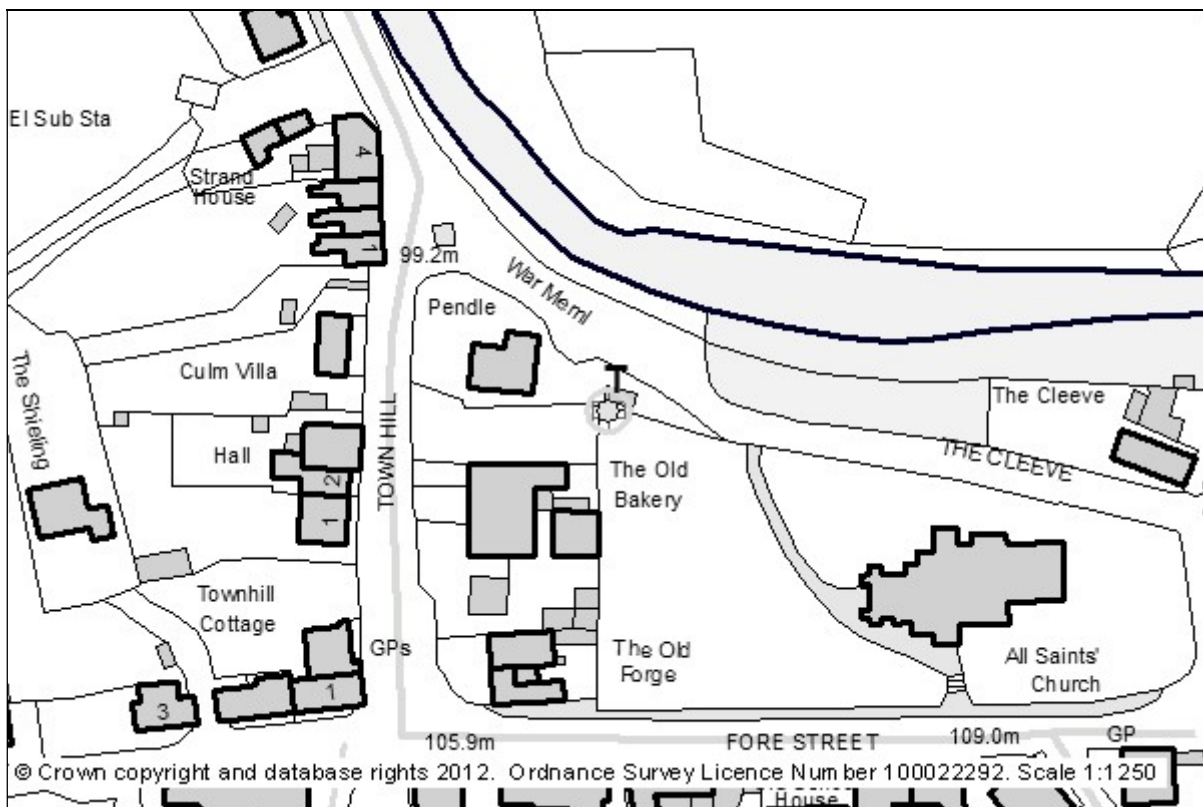 El Sub Sta
4
Strand
House
1
99.2m
War Meml
Pendle
Culm Villa
The Shieling
TOWN HILL
The Cleeve
THE CLEEVE
Hall
2
1
The Old
Bakery
Townhill
Cottage
GPs
The Old
Forge
All Saints'
Church
1
3
105.9m
FORE STREET
109.0m
GP
© Crown copyright and database rights 2012. Ordnance Survey Licence Number 100022292. Scale 1:1250
House